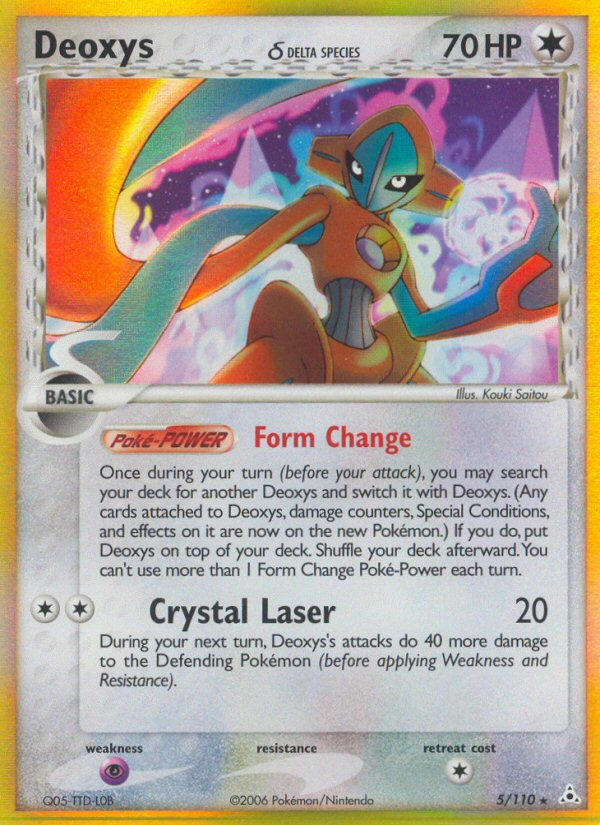 Deoxys δ DELTA SPECIES 70 HP
BASIC
Illus. Kouki Saitou
Poké-POWER Form Change
Once during your turn (before your attack), you may search
your deck for another Deoxys and switch it with Deoxys. (Any
cards attached to Deoxys, damage counters, Special Conditions,
and effects on it are now on the new Pokémon.) If you do, put
Deoxys on top of your deck. Shuffle your deck afterward. You
can't use more than 1 Form Change Poké-Power each turn.
Crystal Laser 20
During your next turn, Deoxys's attacks do 40 more damage
to the Defending Pokémon (before applying Weakness and
Resistance).
weakness resistance retreat cost
Q05-TTD-L0B ©2006 Pokémon/Nintendo 5/110 ★